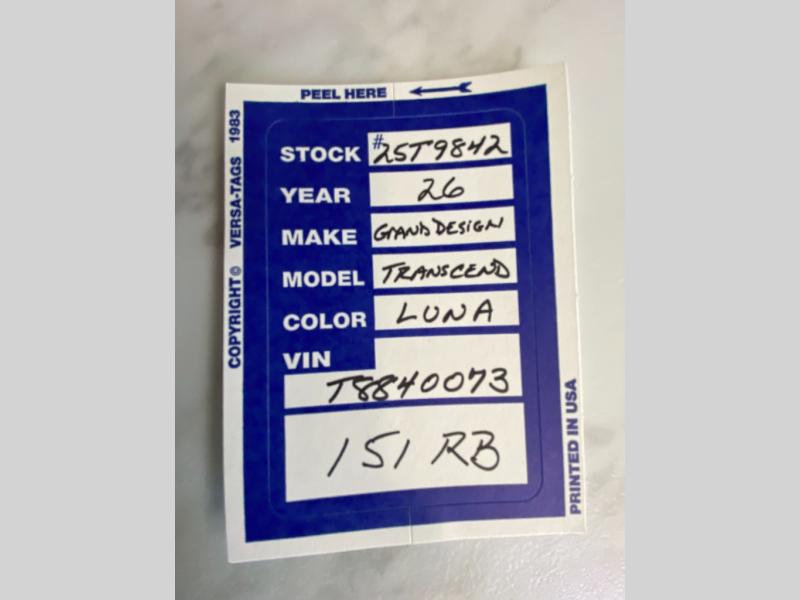 PEEL HERE
STOCK #25T9842
YEAR 26
MAKE GRAND DESIGN
MODEL TRANSCEND
COLOR LUNA
VIN
T8840073
151 RB
COPYRIGHT© VERSA-TAGS 1983
PRINTED IN USA